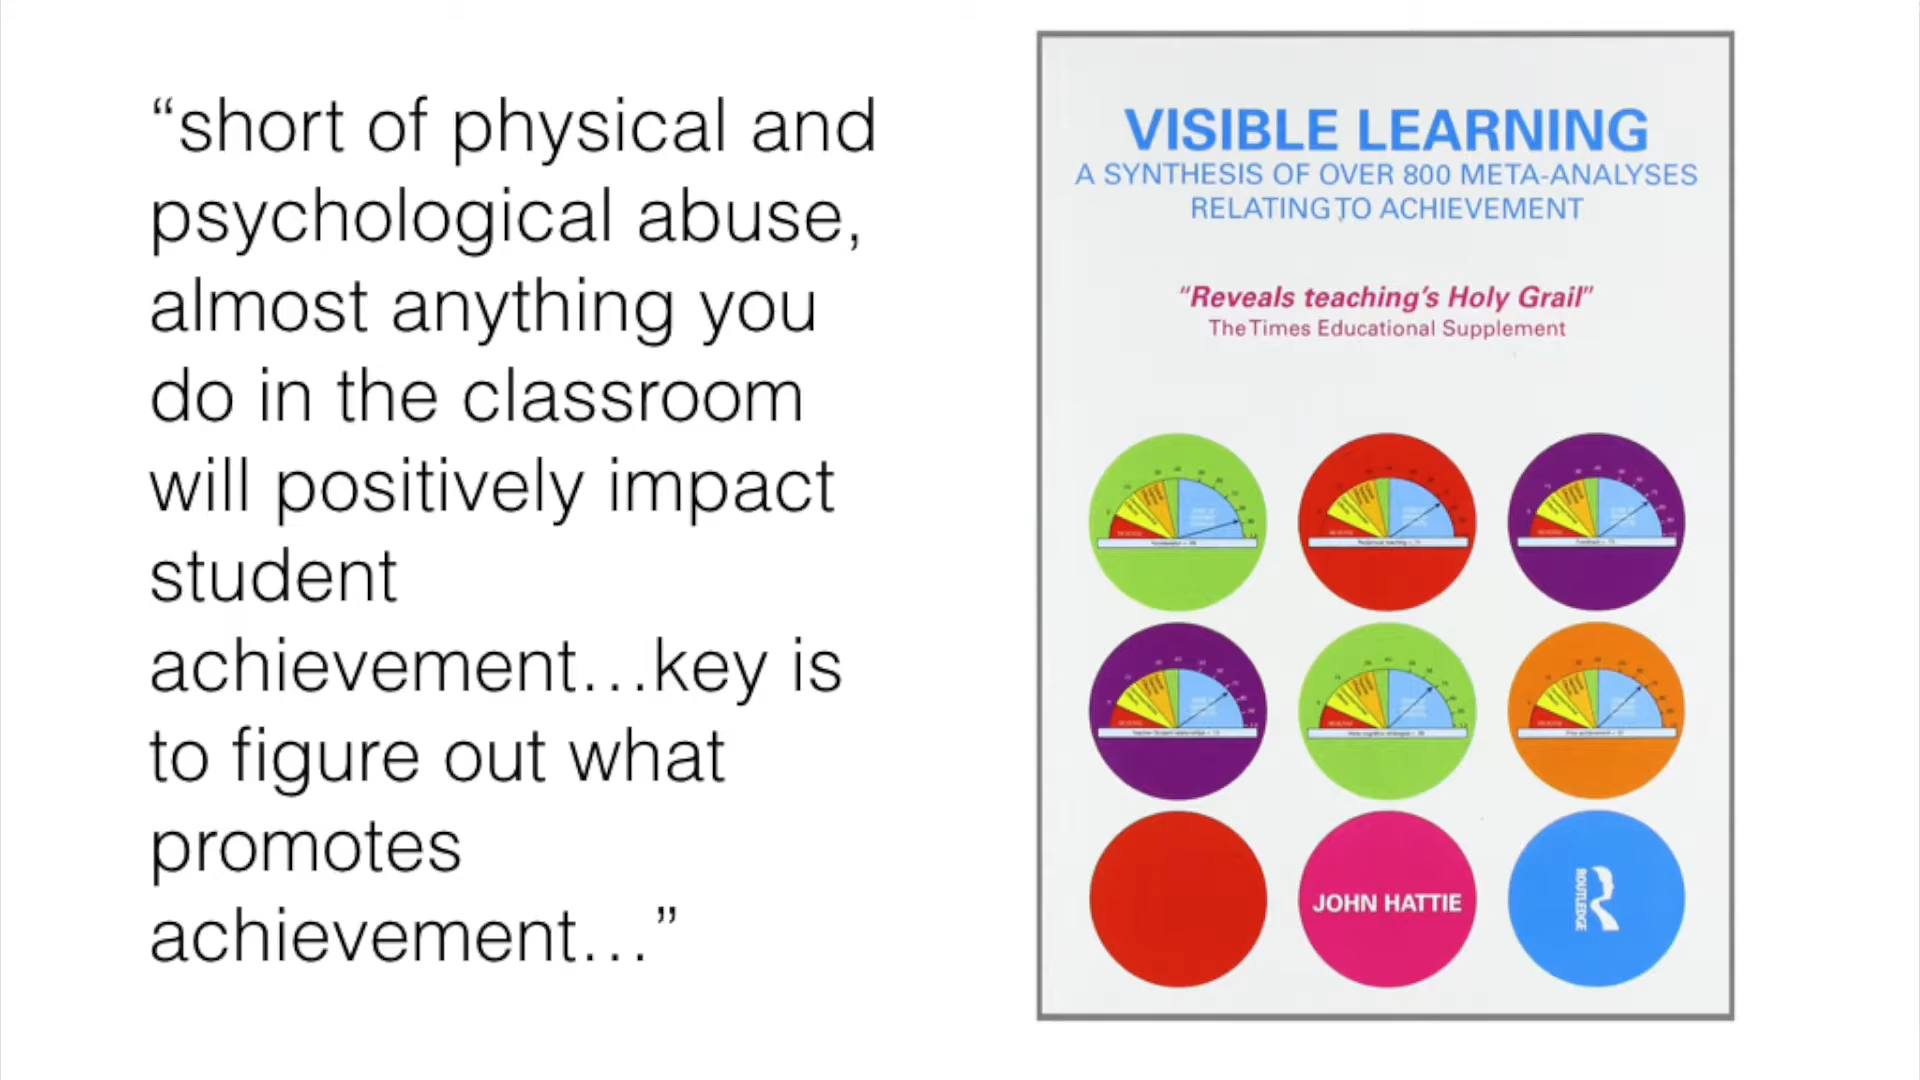 “short of physical and
psychological abuse,
almost anything you
do in the classroom
will positively impact
student
achievement…key is
to figure out what
promotes
achievement…”
VISIBLE LEARNING
A SYNTHESIS OF OVER 800 META-ANALYSES
RELATING TO ACHIEVEMENT
“Reveals teaching’s Holy Grail”
The Times Educational Supplement
JOHN HATTIE
ROUTLEDGE